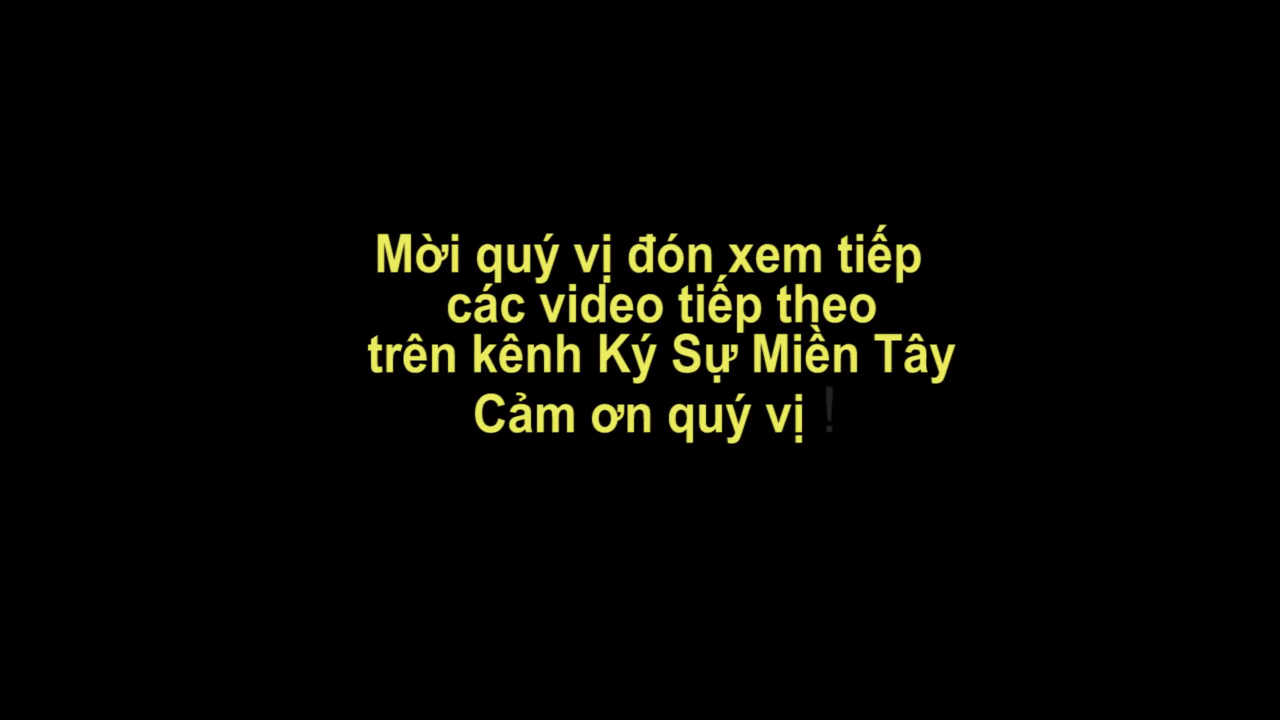 Mời quý vị đón xem tiếp
các video tiếp theo
trên kênh Ký Sự Miền Tây
Cảm ơn quý vị !